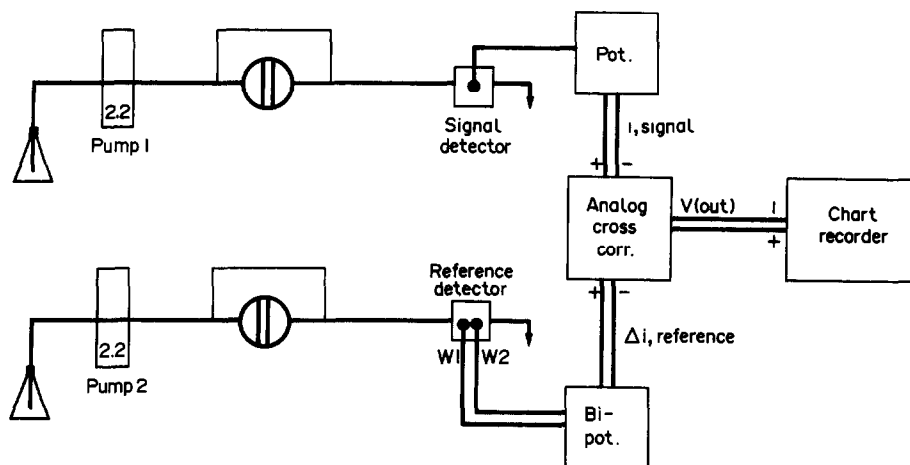 Pot.
2.2
Pump 1
Signal
detector
i, signal
+ -
Analog
cross
corr.
V(out)
I
+
Chart
recorder
+ -
Reference
detector
W1 W2
2.2
Pump 2
Δi, reference
Bi-
pot.